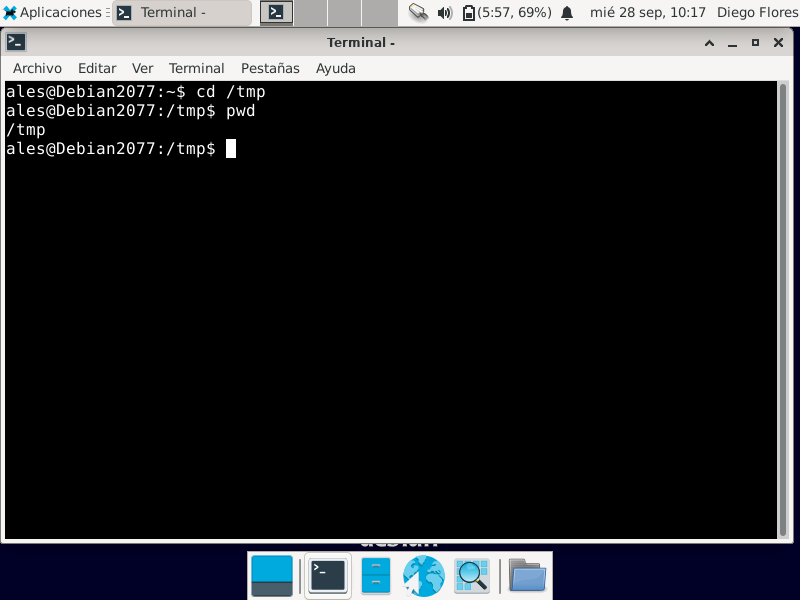 Aplicaciones
Terminal -
(5:57, 69%)
mié 28 sep, 10:17
Diego Flores
Terminal -
Archivo Editar Ver Terminal Pestañas Ayuda
ales@Debian2077:~$ cd /tmp
ales@Debian2077:/tmp$ pwd
/tmp
ales@Debian2077:/tmp$